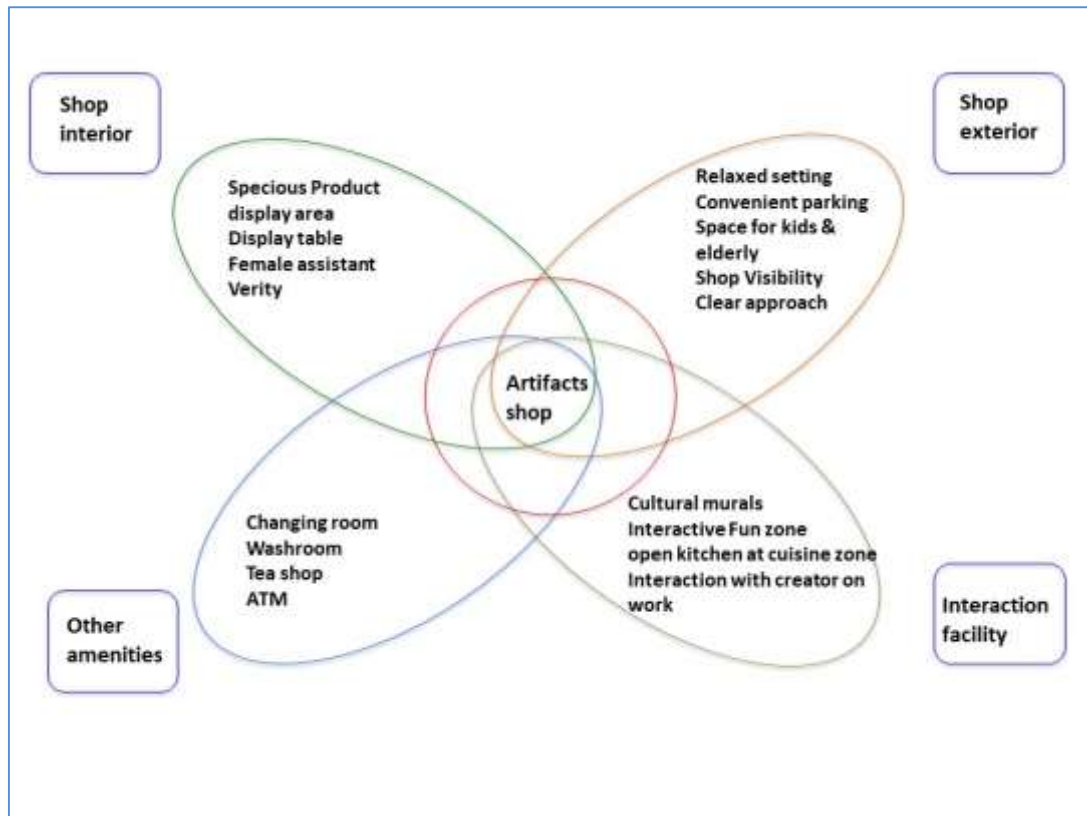 Shop
interior
Shop
exterior
Specious Product
display area
Display table
Female assistant
Verity
Relaxed setting
Convenient parking
Space for kids &
elderly
Shop Visibility
Clear approach
Artifacts
shop
Changing room
Washroom
Tea shop
ATM
Cultural murals
Interactive Fun zone
open kitchen at cuisine zone
Interaction with creator on
work
Other
amenities
Interaction
facility